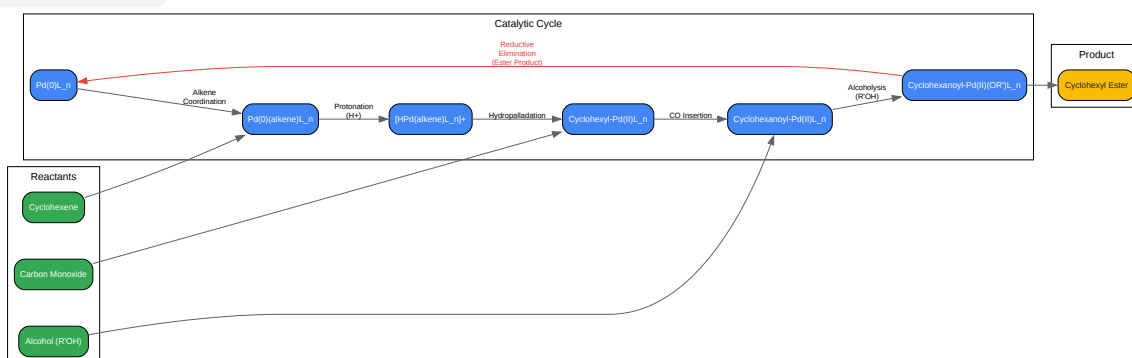 Catalytic Cycle
Reductive
Elimination
(Ester Product)
Product
Pd(0)L_n
Cyclohexanoyl-Pd(II)(OR')L_n
Cyclohexyl Ester
Alkene
Coordination
Alcoholysis
(R'OH)
Protonation
(H+)
Pd(0)(alkene)L_n
[HPd(alkene)L_n]+
Hydropalladation
Cyclohexyl-Pd(II)L_n
CO Insertion
Cyclohexanoyl-Pd(II)L_n
Reactants
Cyclohexene
Carbon Monoxide
Alcohol (R'OH)